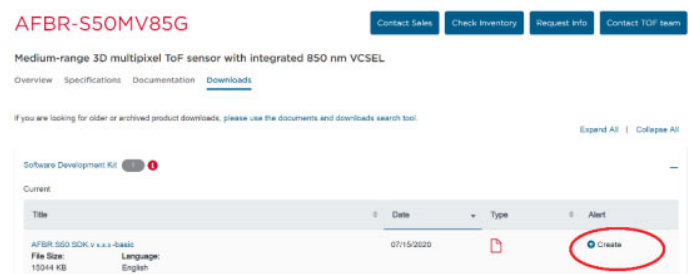 AFBR-S50MV85G
Contact Sales
Check Inventory
Request Info
Contact TOF team
Medium-range 3D multipixel ToF sensor with integrated 850 nm VCSEL
Overview Specifications Documentation Downloads
If you are looking for older or archived product downloads, please use the documents and downloads search tool.
Expand All | Collapse All
Software Development Kit
Current
Title Date Type Alert
AFBR.S50.SDK.v x.x.x-basic 07/15/2020 Create
File Size: Language:
15044 KB English